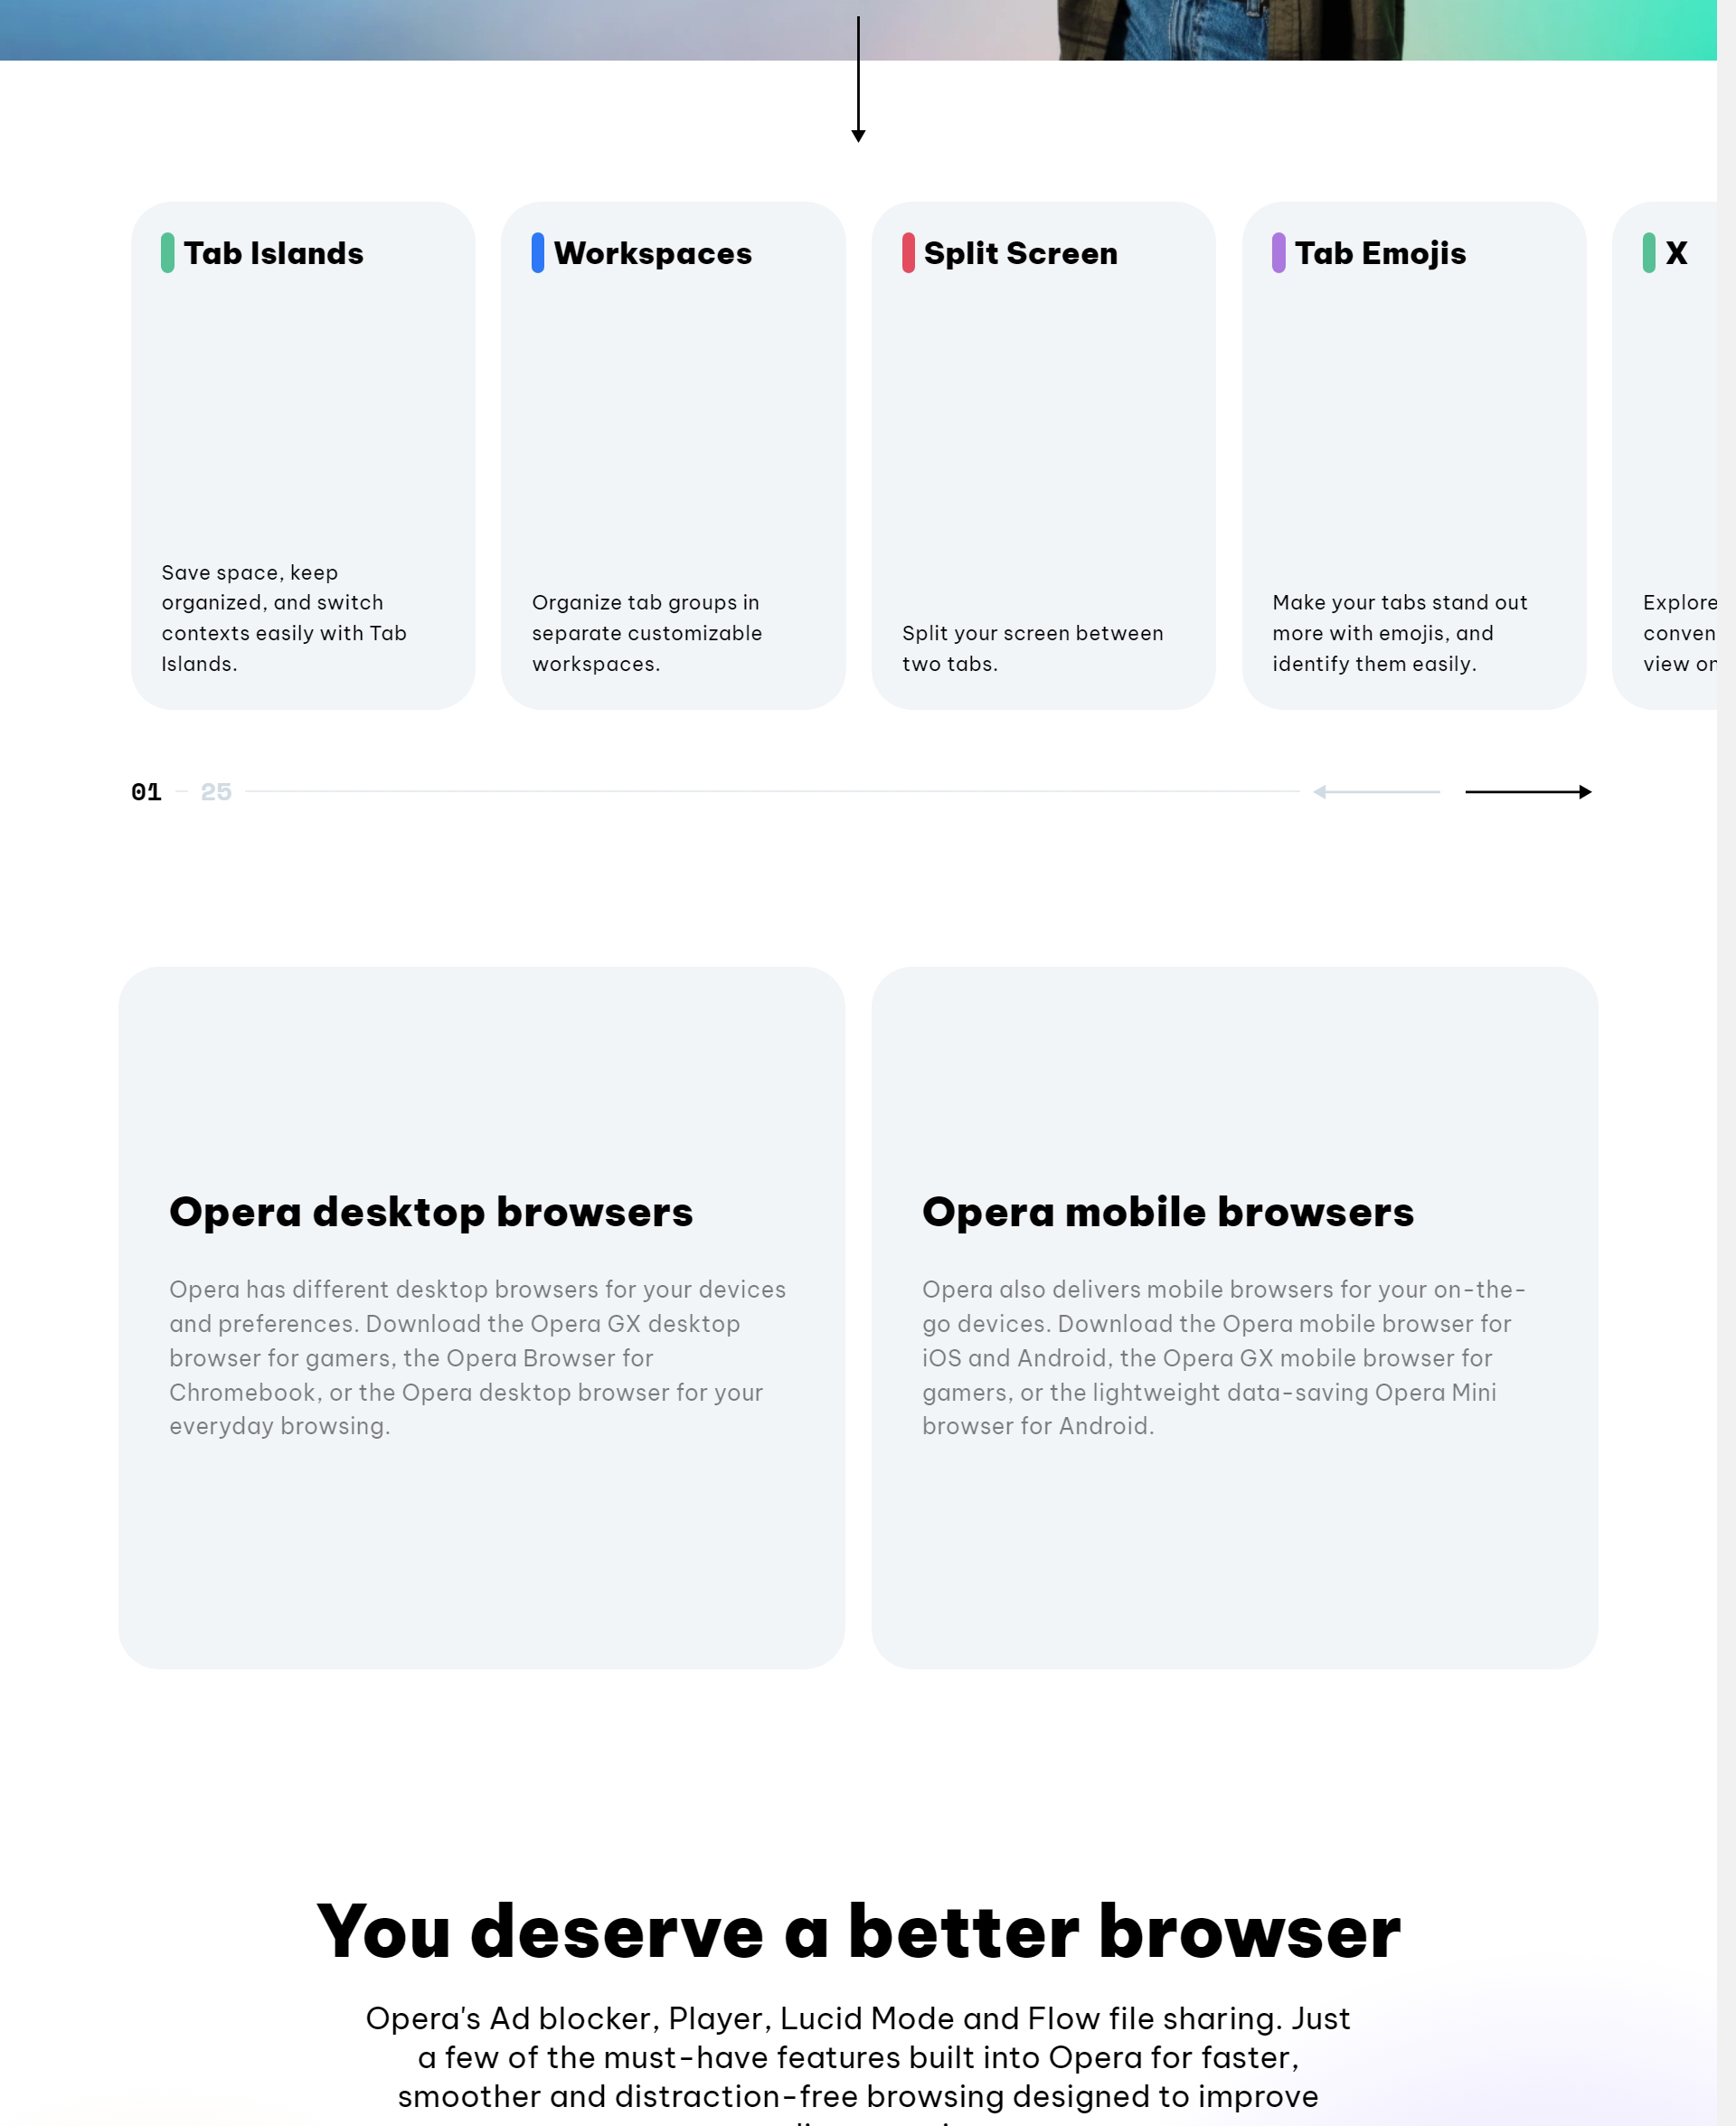 Tab Islands
Save space, keep
organized, and switch
contexts easily with Tab
Islands.
Workspaces
Organize tab groups in
separate customizable
workspaces.
Split Screen
Split your screen between
two tabs.
Tab Emojis
Make your tabs stand out
more with emojis, and
identify them easily.
X
Explore
view
01 – 25
Opera desktop browsers
Opera has different desktop browsers for your devices
and preferences. Download the Opera GX desktop
browser for gamers, the Opera Browser for
Chromebook, or the Opera desktop browser for your
everyday browsing.
Opera mobile browsers
Opera also delivers mobile browsers for your on-the-
go devices. Download the Opera mobile browser for
iOS and Android, the Opera GX mobile browser for
gamers, or the lightweight data-saving Opera Mini
browser for Android.
You deserve a better browser
Opera's Ad blocker, Player, Lucid Mode and Flow file sharing. Just
a few of the must-have features built into Opera for faster,
smoother and distraction-free browsing designed to improve